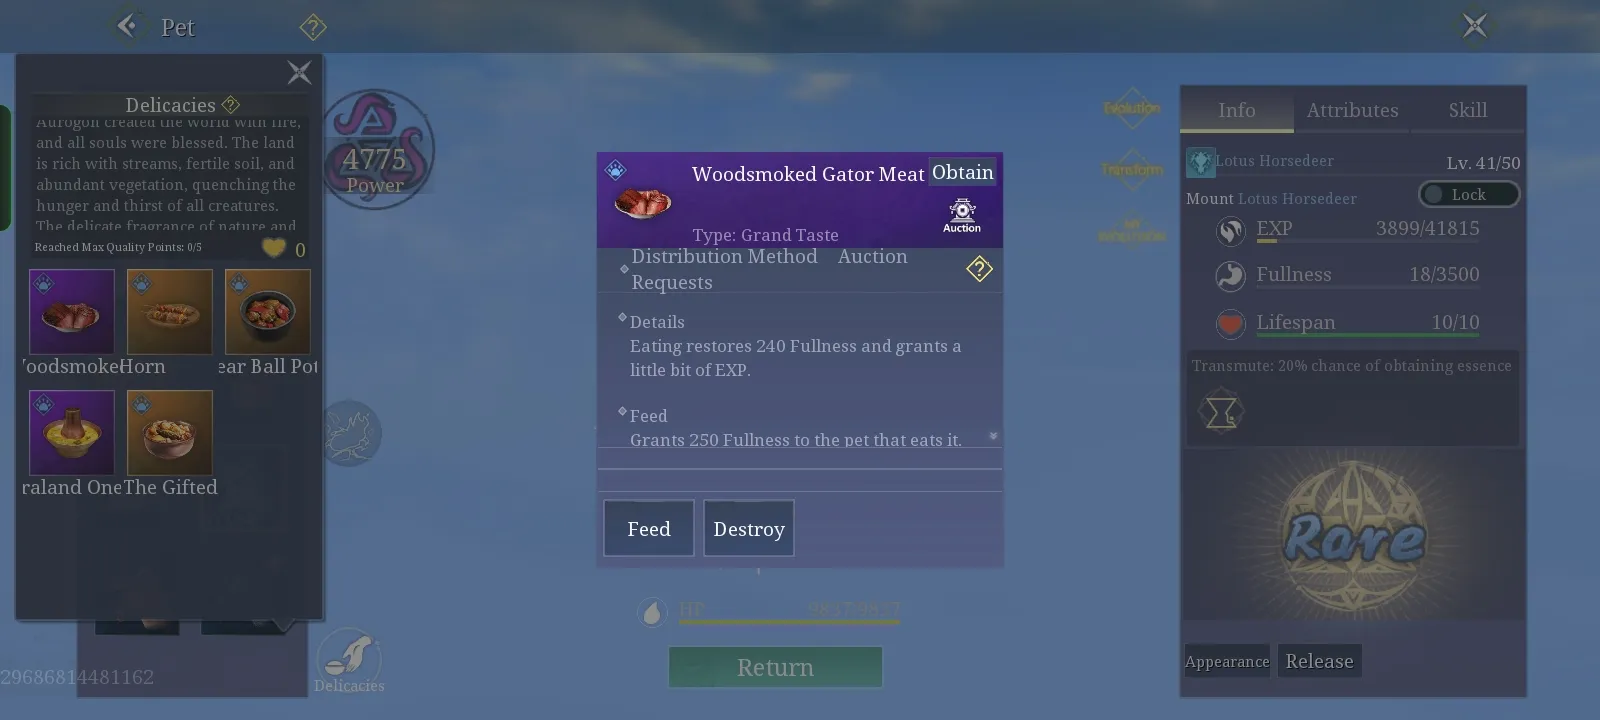 Pet
Delicacies
Aurogon created the world with fire,
and all souls were blessed. The land
is rich with streams, fertile soil, and
abundant vegetation, quenching the
hunger and thirst of all creatures.
The delicate fragrance of nature and
Reached Max Quality Points: 0/5
0
Horn
ear Ball Pot
raland One
The Gifted
4775
Power
Woodsmoked Gator Meat
Obtain
Auction
Type: Grand Taste
Distribution Method Auction
Requests
Details
Eating restores 240 Fullness and grants a
little bit of EXP.
Feed
Grants 250 Fullness to the pet that eats it.
Feed
Destroy
HP 9837/9837
Return
Delicacies
29686814481162
Evolution
Transform
Info
Attributes
Skill
Lotus Horsedeer
Lv. 41/50
Mount Lotus Horsedeer
Lock
EXP 3899/41815
Fullness 18/3500
Lifespan 10/10
Transmute: 20% chance of obtaining essence
Rare
Appearance
Release